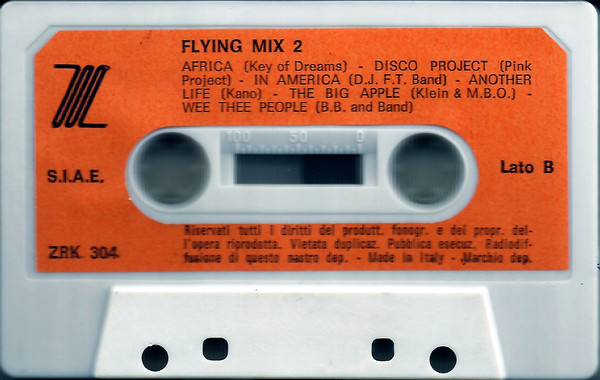 FLYING MIX 2
AFRICA (Key of Dreams) - DISCO PROJECT (Pink
Project) - IN AMERICA (D.J. F.T. Band) - ANOTHER
LIFE (Kano) - THE BIG APPLE (Klein & M.B.O.) -
WEE THEE PEOPLE (B.B. and Band)
100 50 0
S.I.A.E.
Lato B
ZRK 304
Riservati tutti i diritti del produtt. fonogr. e del propr. del-
l'opera riprodotta. Vietata duplicaz. Pubblica esecuz. Radiodif-
fusione di questo nastro dep. - Made in Italy - Marchio dep.